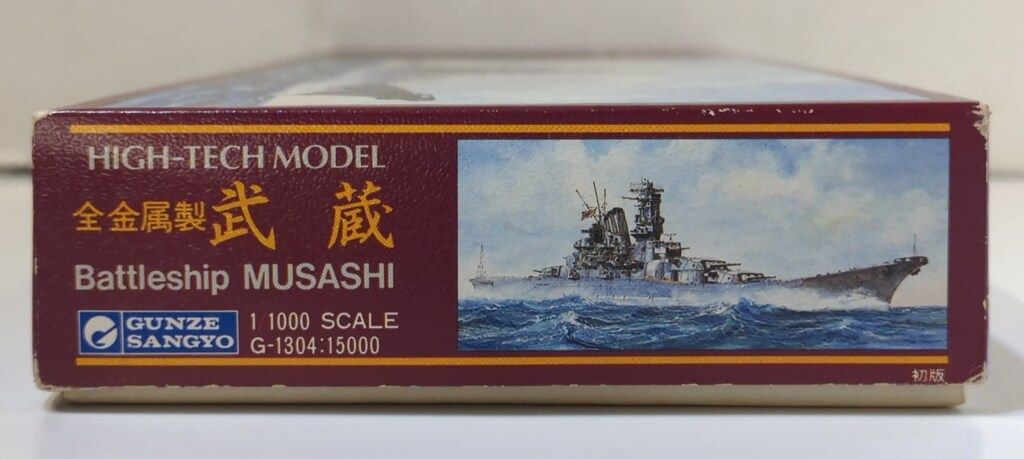 HIGH-TECH MODEL
全金属製 武蔵
Battleship MUSASHI
GUNZE
SANGYO
1/1000 SCALE
G-1304:15000
初版